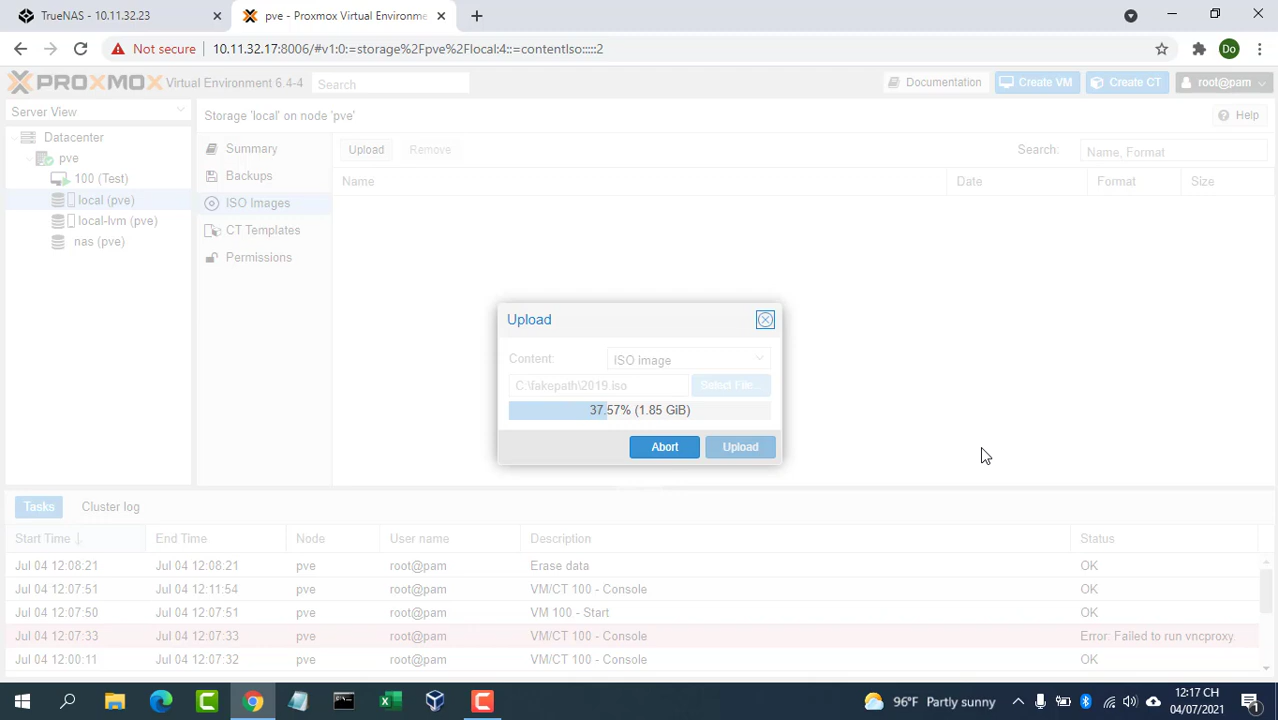 TrueNAS - 10.11.32.23
pve - Proxmox Virtual Environme
Not secure 10.11.32.17:8006/#v1:0:=storage%2Fpve%2Flocal:4::=contentIso:::::2 Do
PROXMOX Virtual Environment 6.4-4 Search Documentation Create VM Create CT root@pam
Server View
Storage 'local' on node 'pve' Help
Datacenter
pve
100 (Test)
local (pve)
local-lvm (pve)
nas (pve)
Summary
Backups
ISO Images
CT Templates
Permissions
Upload Remove Search: Name, Format
Name Date Format Size
Upload
Content: ISO image
C:\fakepath\2019.iso Select File...
37.57% (1.85 GiB)
Abort Upload
Tasks Cluster log
Start Time End Time Node User name Description Status
Jul 04 12:08:21 Jul 04 12:08:21 pve root@pam Erase data OK
Jul 04 12:07:51 Jul 04 12:11:54 pve root@pam VM/CT 100 - Console OK
Jul 04 12:07:50 Jul 04 12:07:51 pve root@pam VM 100 - Start OK
Jul 04 12:07:33 Jul 04 12:07:33 pve root@pam VM/CT 100 - Console Error: Failed to run vncproxy.
Jul 04 12:00:11 Jul 04 12:07:32 pve root@pam VM/CT 100 - Console OK
96°F Partly sunny
12:17 CH
04/07/2021
1